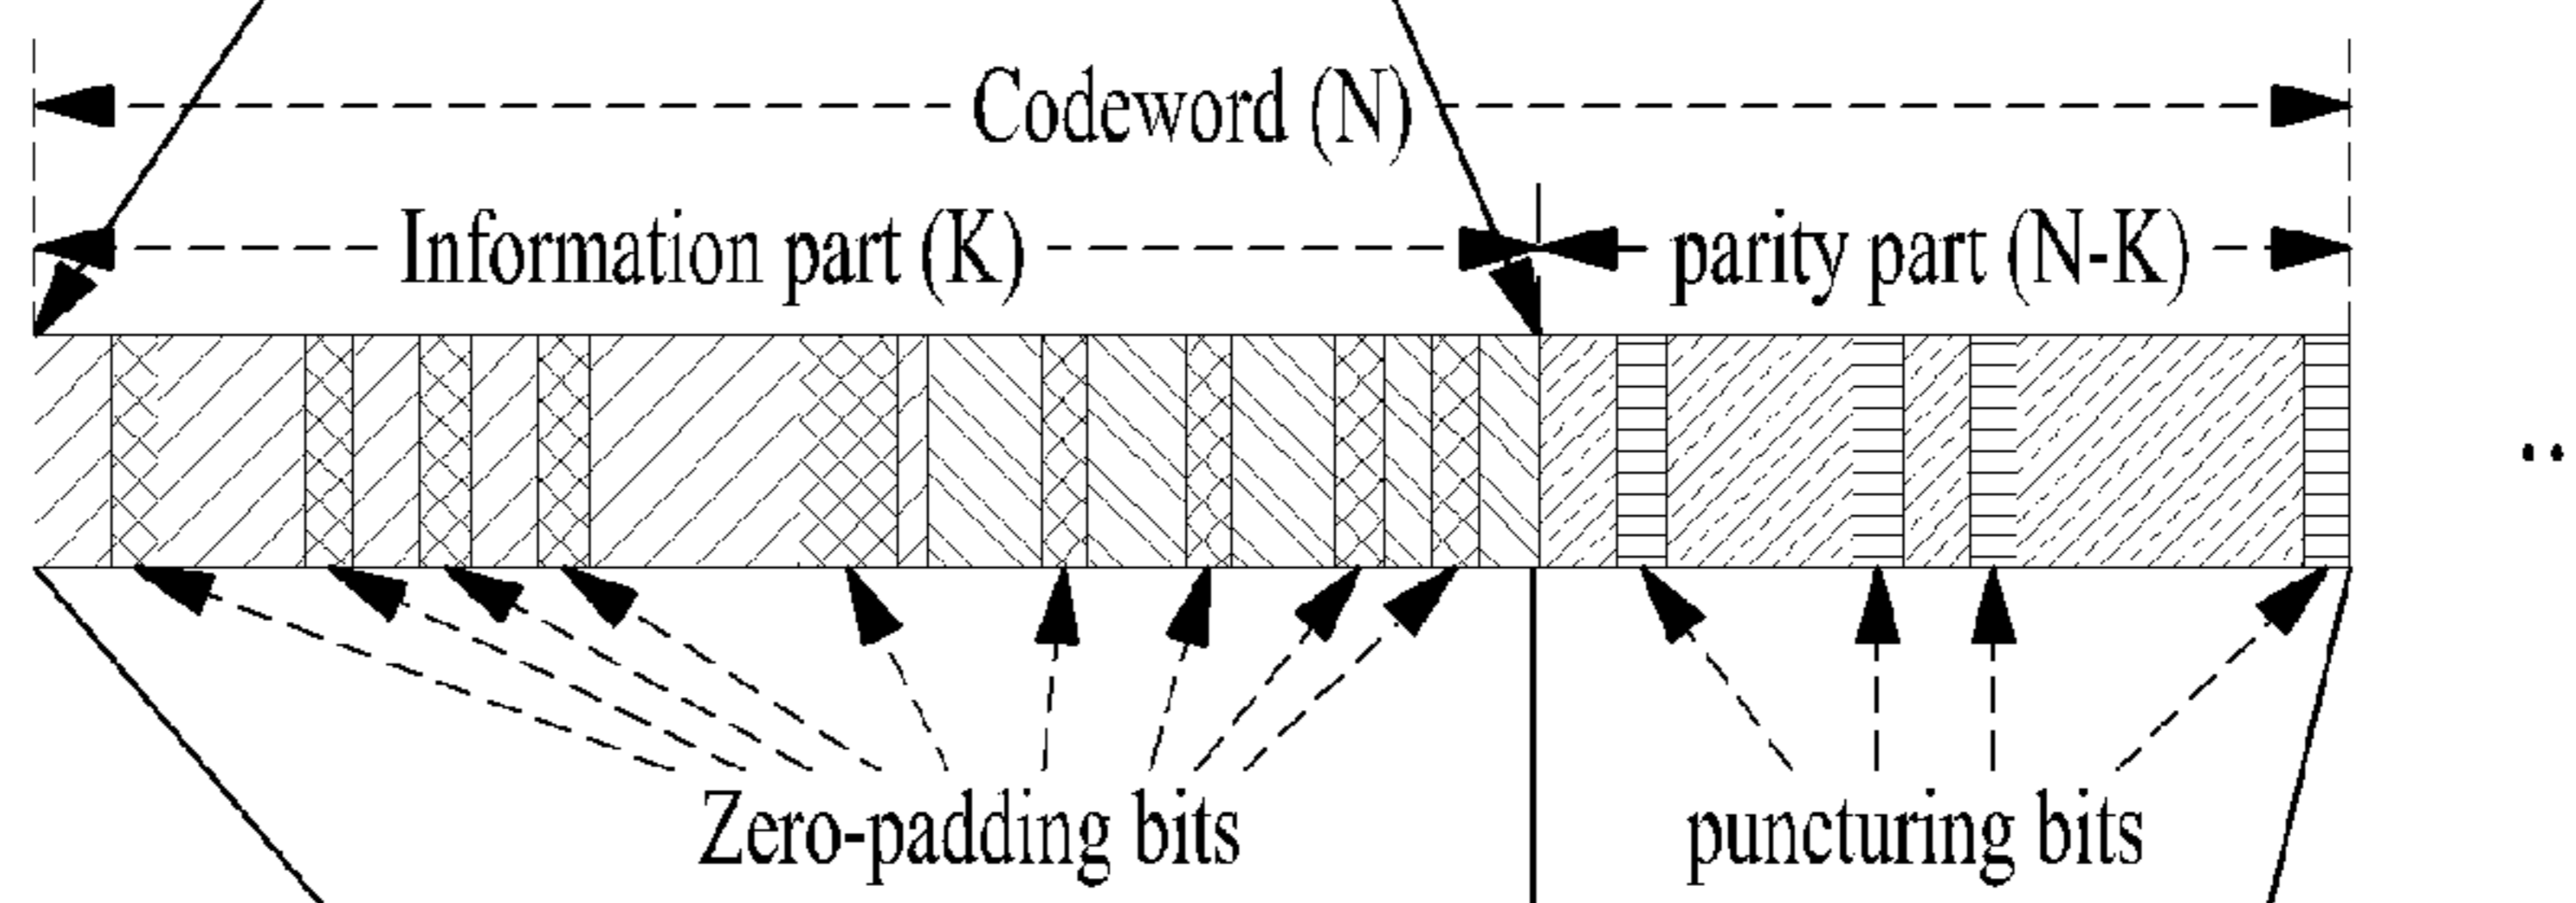 Codeword (N)
Information part (K) parity part (N-K)
Zero-padding bits puncturing bits